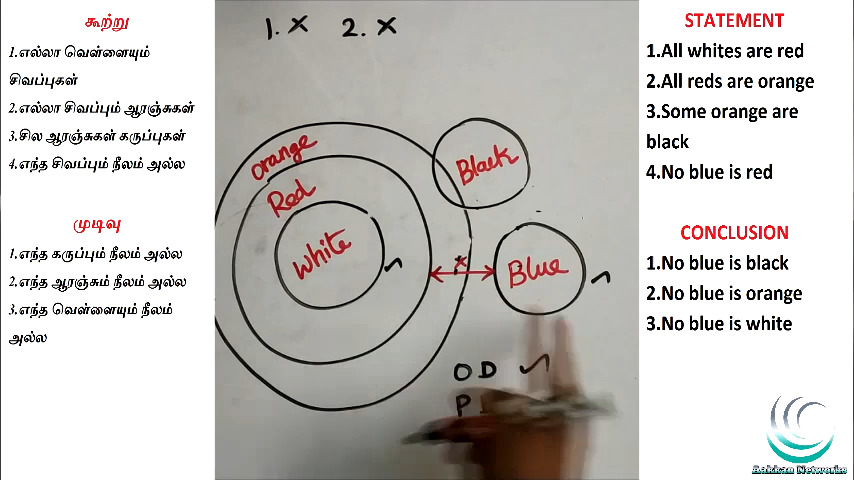 கூற்று
1.எல்லா வெள்ளையும்
சிவப்புகள்
2.எல்லா சிவப்பும் ஆரஞ்சுகள்
3.சில ஆரஞ்சுகள் கருப்புகள்
4.எந்த சிவப்பும் நீலம் அல்ல
முடிவு
1.எந்த கருப்பும் நீலம் அல்ல
2.எந்த ஆரஞ்சும் நீலம் அல்ல
3.எந்த வெள்ளையும் நீலம்
அல்ல
1. X 2. X
Orange
Red
White
Black
Blue
x
OD
P
STATEMENT
1.All whites are red
2.All reds are orange
3.Some orange are
black
4.No blue is red
CONCLUSION
1.No blue is black
2.No blue is orange
3.No blue is white
Aakkan Networks